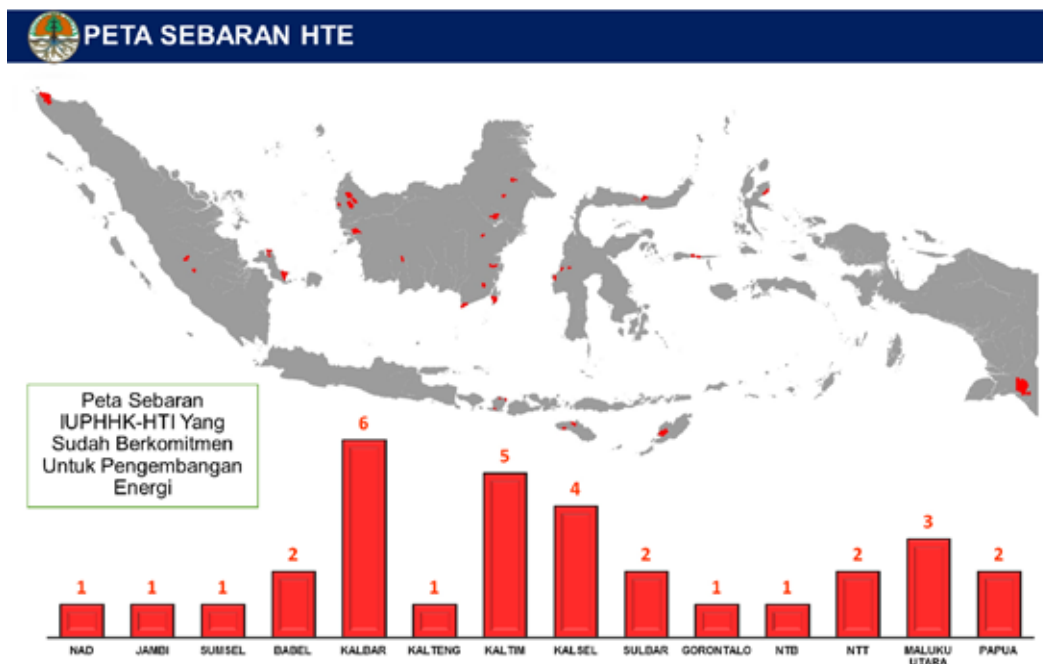 PETA SEBARAN HTE
Peta Sebaran
IUPHHK-HTI Yang
Sudah Berkomitmen
Untuk Pengembangan
Energi
1
1
1
2
6
1
5
4
2
1
1
2
3
2
NAD
JAMBI
SUMSEL
BABEL
KALBAR
KALTENG
KALTIM
KALSEL
SULBAR
GORONTALO
NTB
NTT
MALUKU
UTARA
PAPUA